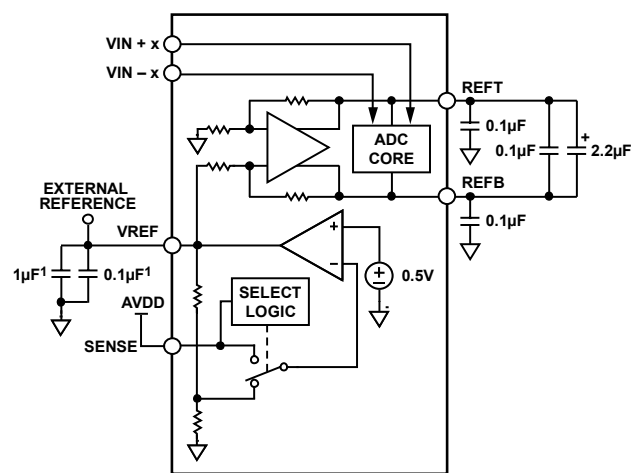 VIN + x
VIN – x
REFT
ADC
CORE
0.1µF
0.1µF
+
2.2µF
REFB
0.1µF
EXTERNAL
REFERENCE
VREF
1µF1
0.1µF1
+
–
0.5V
SELECT
LOGIC
AVDD
SENSE